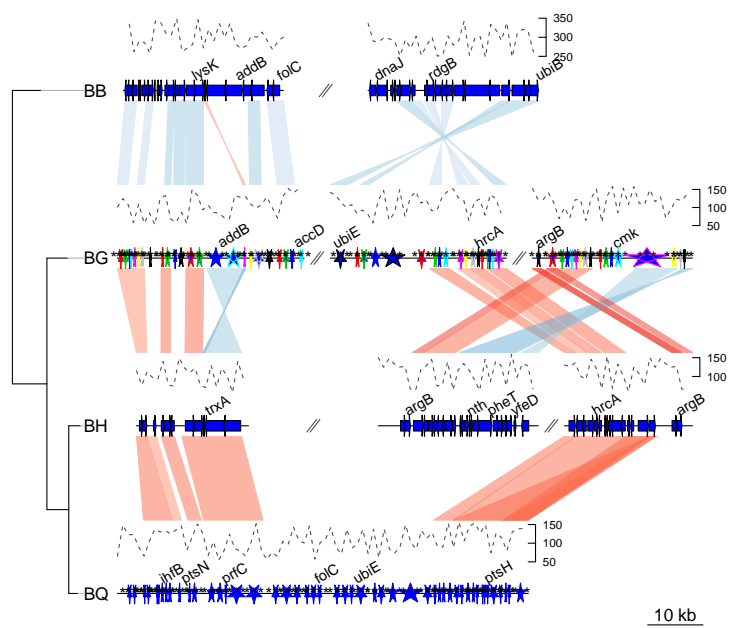 350
300
250
lysK addB folC dnaJ rdgB ubiB
BB //
150
100
50
addB accD ubiE hrcA argB cmk
BG // //
150
100
trxA argB nth pheT yfeD hrcA argB
BH // //
150
100
50
ihfB ptsN prfC folC ubiE ptsH
BQ
10 kb